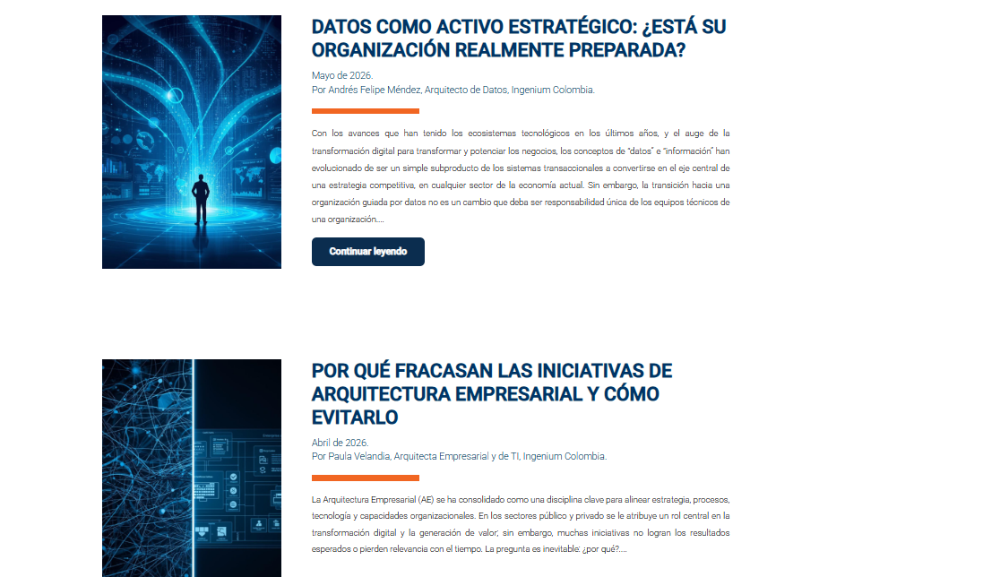 DATOS COMO ACTIVO ESTRATÉGICO: ¿ESTÁ SU
ORGANIZACIÓN REALMENTE PREPARADA?
Mayo de 2026.
Por Andrés Felipe Méndez, Arquitecto de Datos, Ingenium Colombia.
Con los avances que han tenido los ecosistemas tecnológicos en los últimos años, y el auge de la
transformación digital para transformar y potenciar los negocios, los conceptos de “datos” e “información” han
evolucionado de ser un simple subproducto de los sistemas transaccionales a convertirse en el eje central de
una estrategia competitiva, en cualquier sector de la economía actual. Sin embargo, la transición hacia una
organización guiada por datos no es un cambio que deba ser responsabilidad única de los equipos técnicos de
una organización....
Continuar leyendo
POR QUÉ FRACASAN LAS INICIATIVAS DE
ARQUITECTURA EMPRESARIAL Y CÓMO
EVITARLO
Abril de 2026.
Por Paula Velandia, Arquitecta Empresarial y de TI, Ingenium Colombia.
La Arquitectura Empresarial (AE) se ha consolidado como una disciplina clave para alinear estrategia, procesos,
tecnología y capacidades organizacionales. En los sectores público y privado se le atribuye un rol central en la
transformación digital y la generación de valor; sin embargo, muchas iniciativas no logran los resultados
esperados o pierden relevancia con el tiempo. La pregunta es inevitable: ¿por qué?....